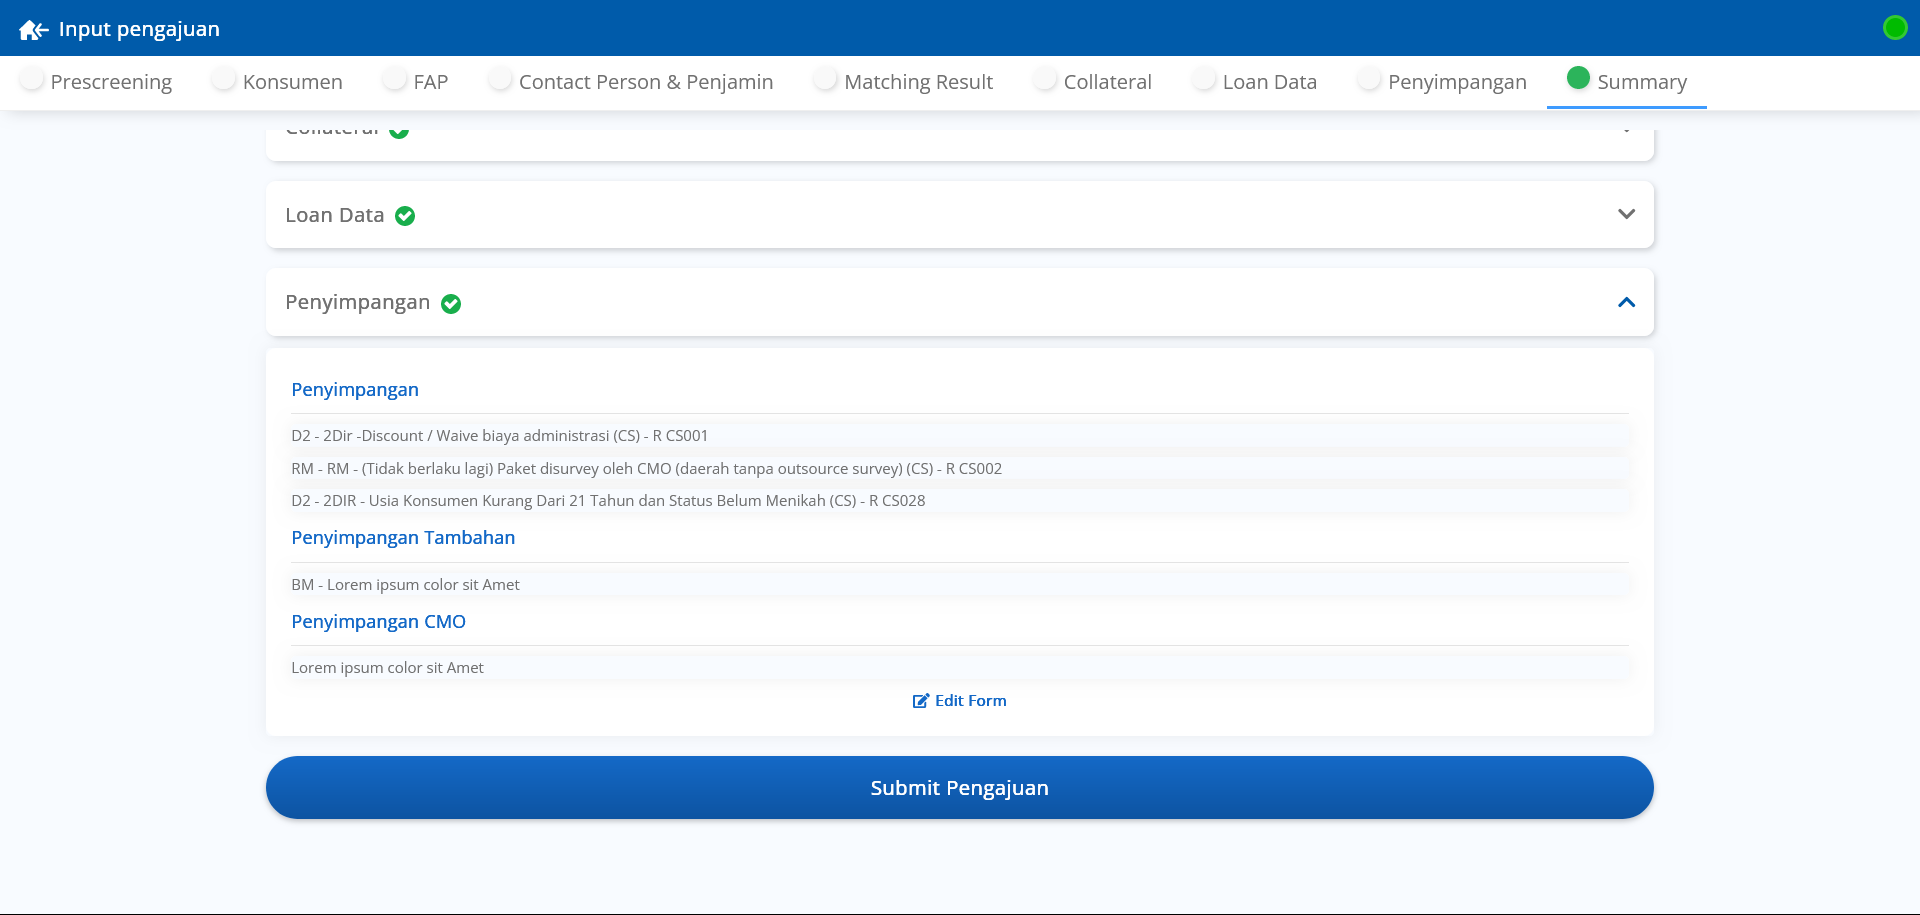 Input pengajuan
Prescreening
Konsumen
FAP
Contact Person & Penjamin
Matching Result
Collateral
Loan Data
Penyimpangan
Summary
Collateral
Loan Data
Penyimpangan
Penyimpangan
D2 - 2Dir -Discount / Waive biaya administrasi (CS) - R CS001
RM - RM - (Tidak berlaku lagi) Paket disurvey oleh CMO (daerah tanpa outsource survey) (CS) - R CS002
D2 - 2DIR - Usia Konsumen Kurang Dari 21 Tahun dan Status Belum Menikah (CS) - R CS028
Penyimpangan Tambahan
BM - Lorem ipsum color sit Amet
Penyimpangan CMO
Lorem ipsum color sit Amet
Edit Form
Submit Pengajuan